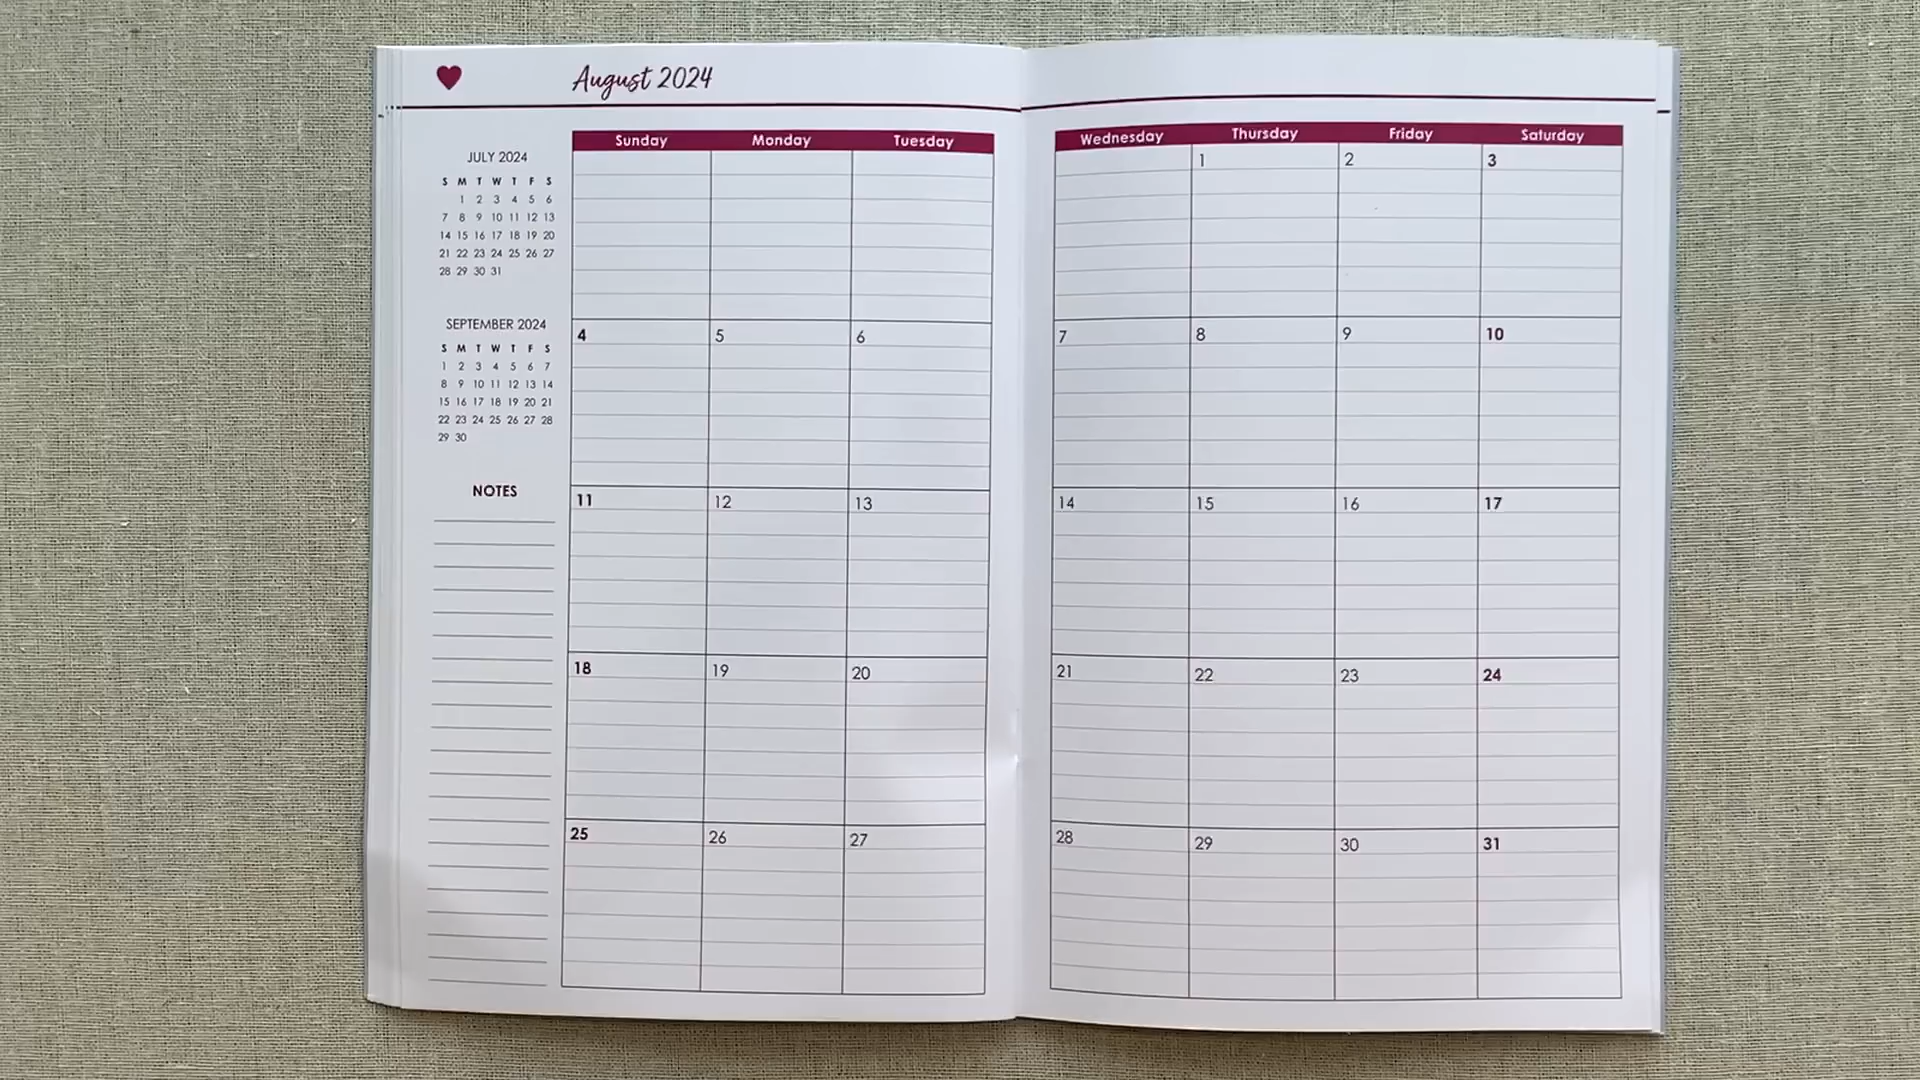 August 2024
JULY 2024
S M T W T F S
1 2 3 4 5 6
7 8 9 10 11 12 13
14 15 16 17 18 19 20
21 22 23 24 25 26 27
28 29 30 31
SEPTEMBER 2024
S M T W T F S
1 2 3 4 5 6 7
8 9 10 11 12 13 14
15 16 17 18 19 20 21
22 23 24 25 26 27 28
29 30
NOTES
Sunday Monday Tuesday Wednesday Thursday Friday Saturday
1 2 3
4 5 6 7 8 9 10
11 12 13 14 15 16 17
18 19 20 21 22 23 24
25 26 27 28 29 30 31